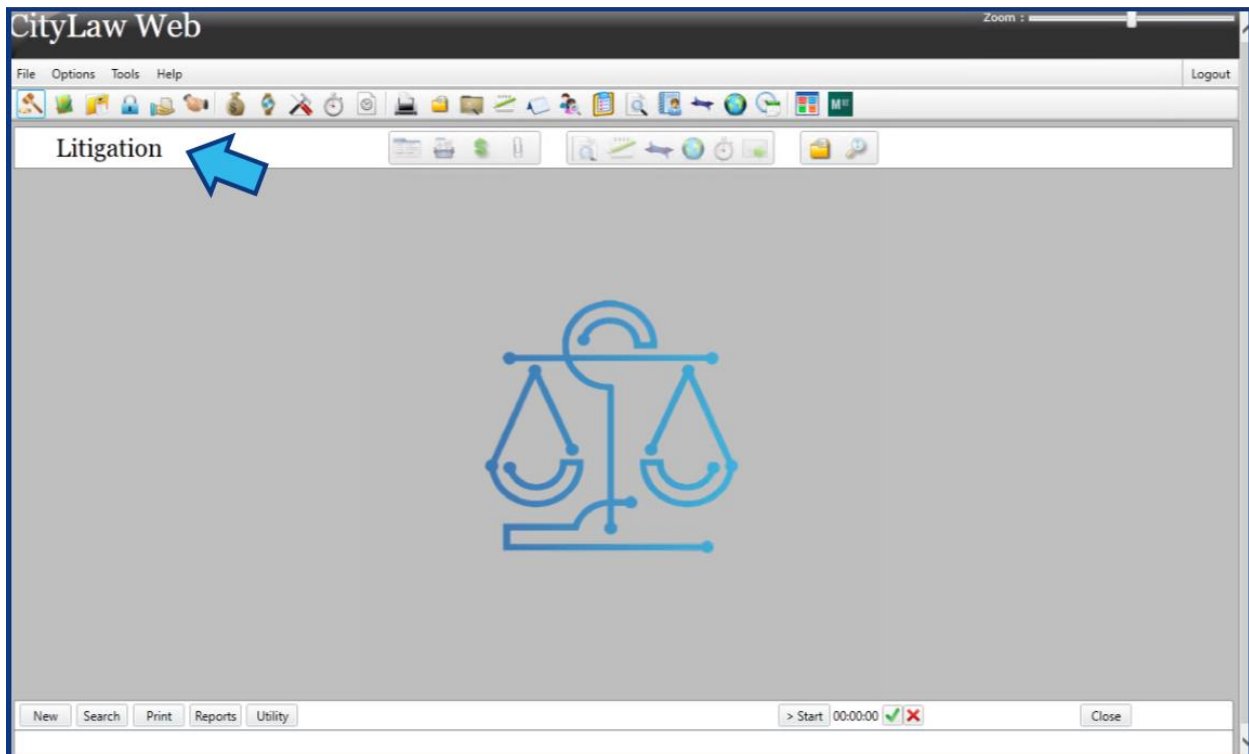 CityLaw Web
Zoom :
File Options Tools Help Logout
Litigation
New Search Print Reports Utility > Start 00:00:00 Close